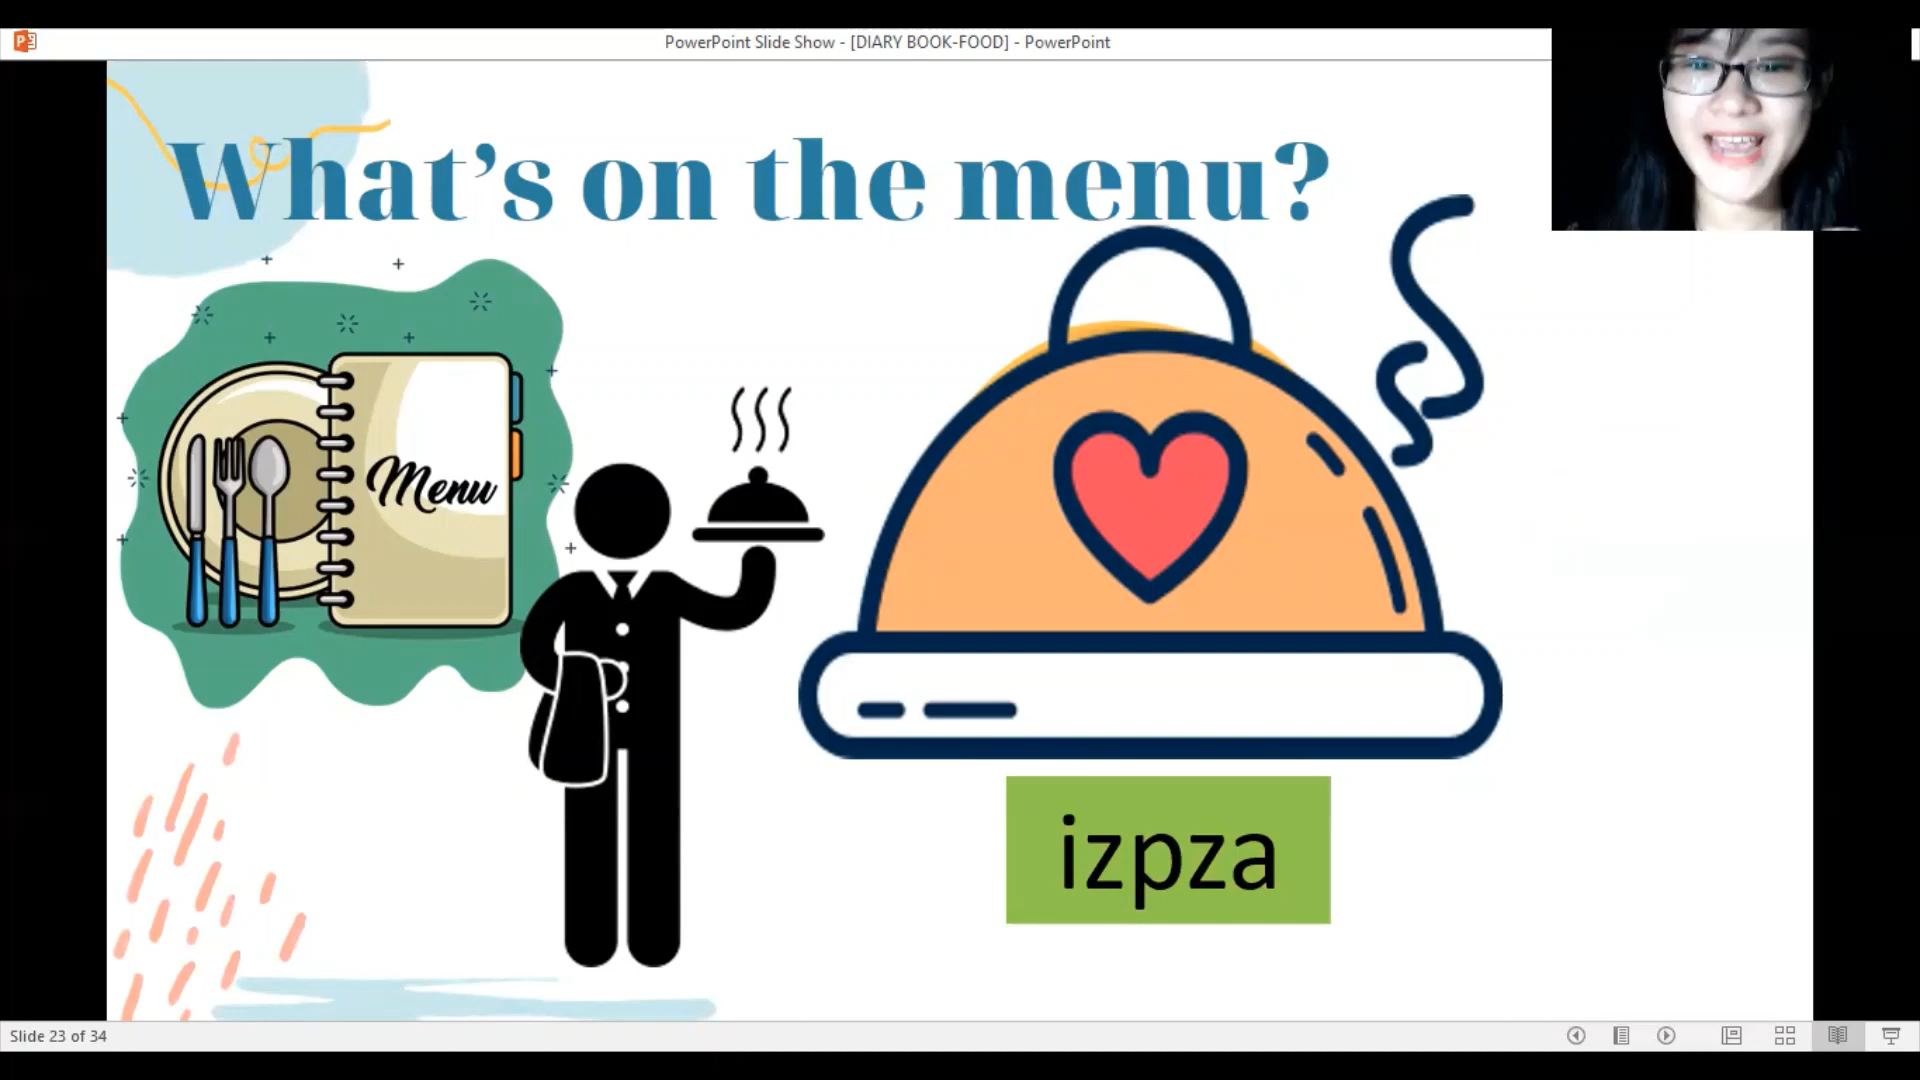 PowerPoint Slide Show - [DIARY BOOK-FOOD] - PowerPoint
What's on the menu?
Menu
izpza
Slide 23 of 34